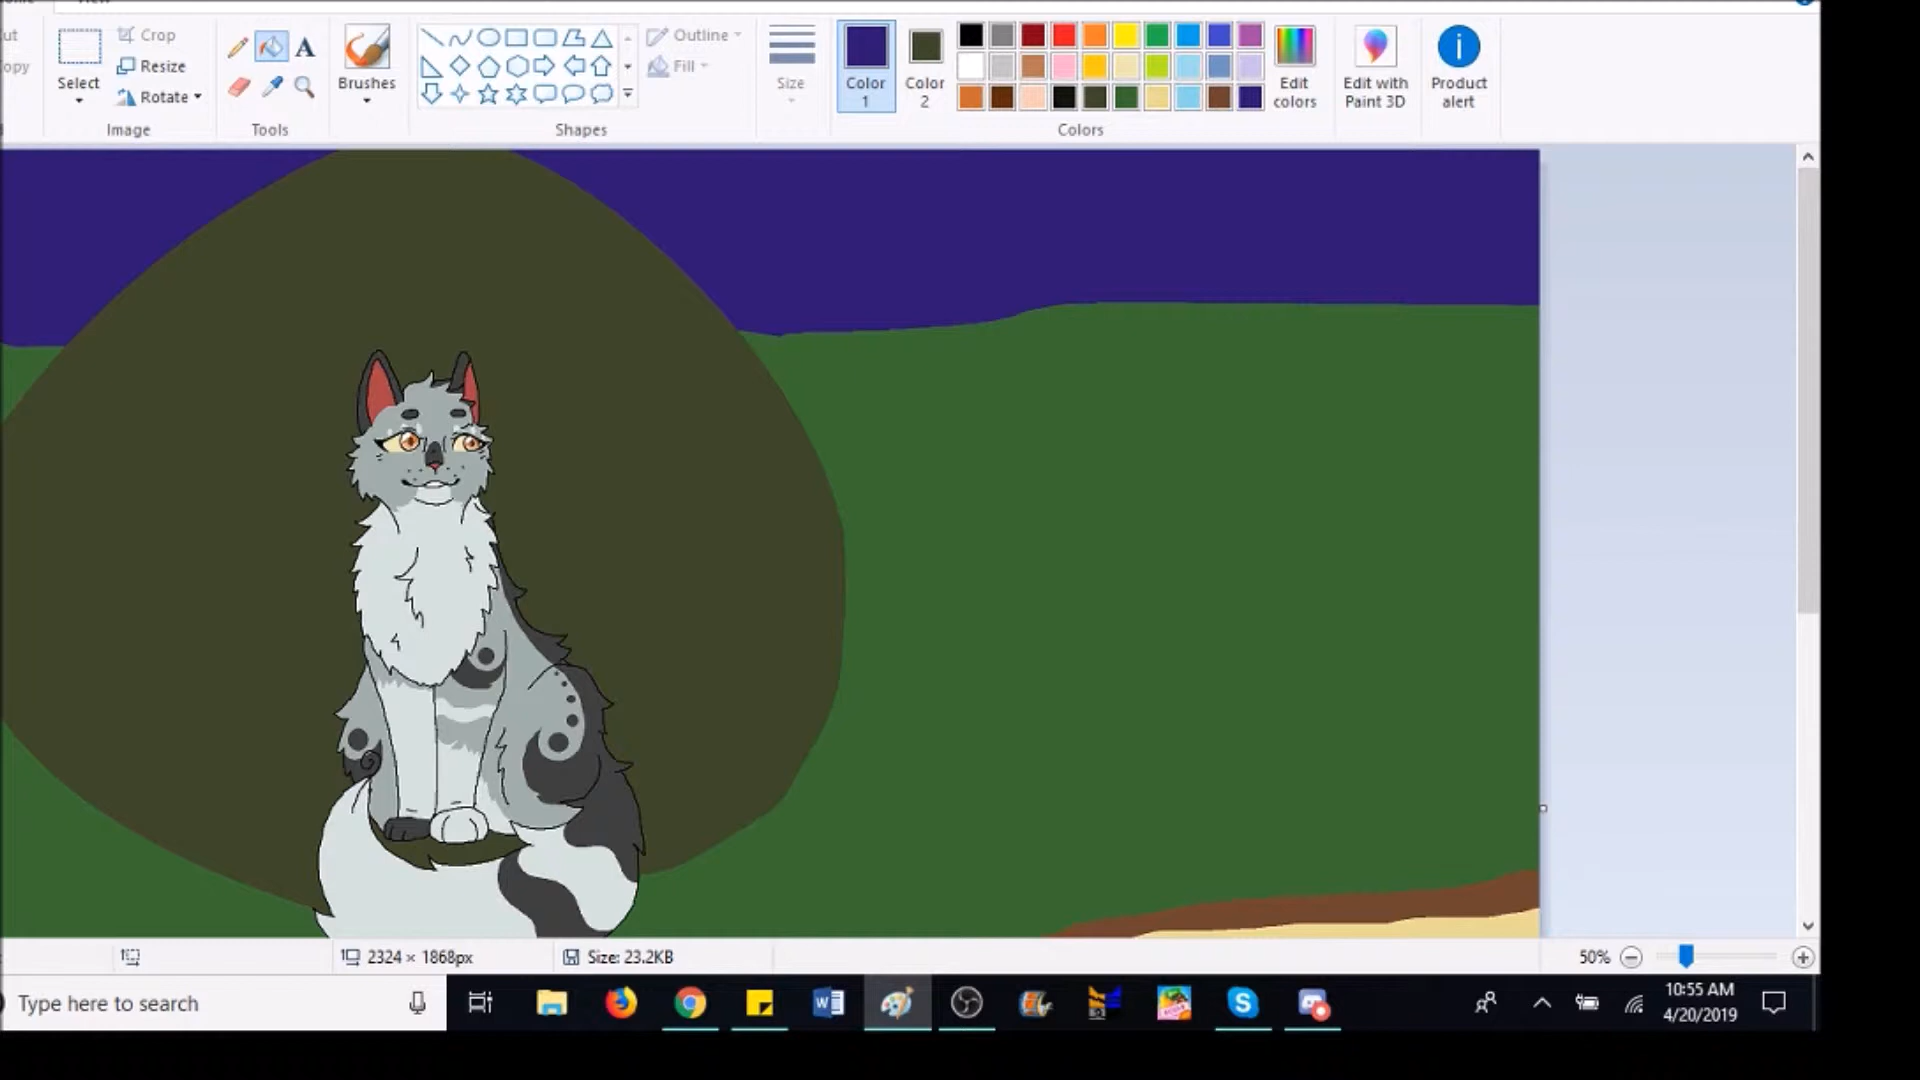 Crop
Resize
Rotate
Select
Image
A
Tools
Brushes
Outline
Fill
Shapes
Size
Color
1
Color
2
Edit
colors
Colors
Edit with
Paint 3D
Product
alert
2324 × 1868px
Size: 23.2KB
50%
Type here to search
10:55 AM
4/20/2019